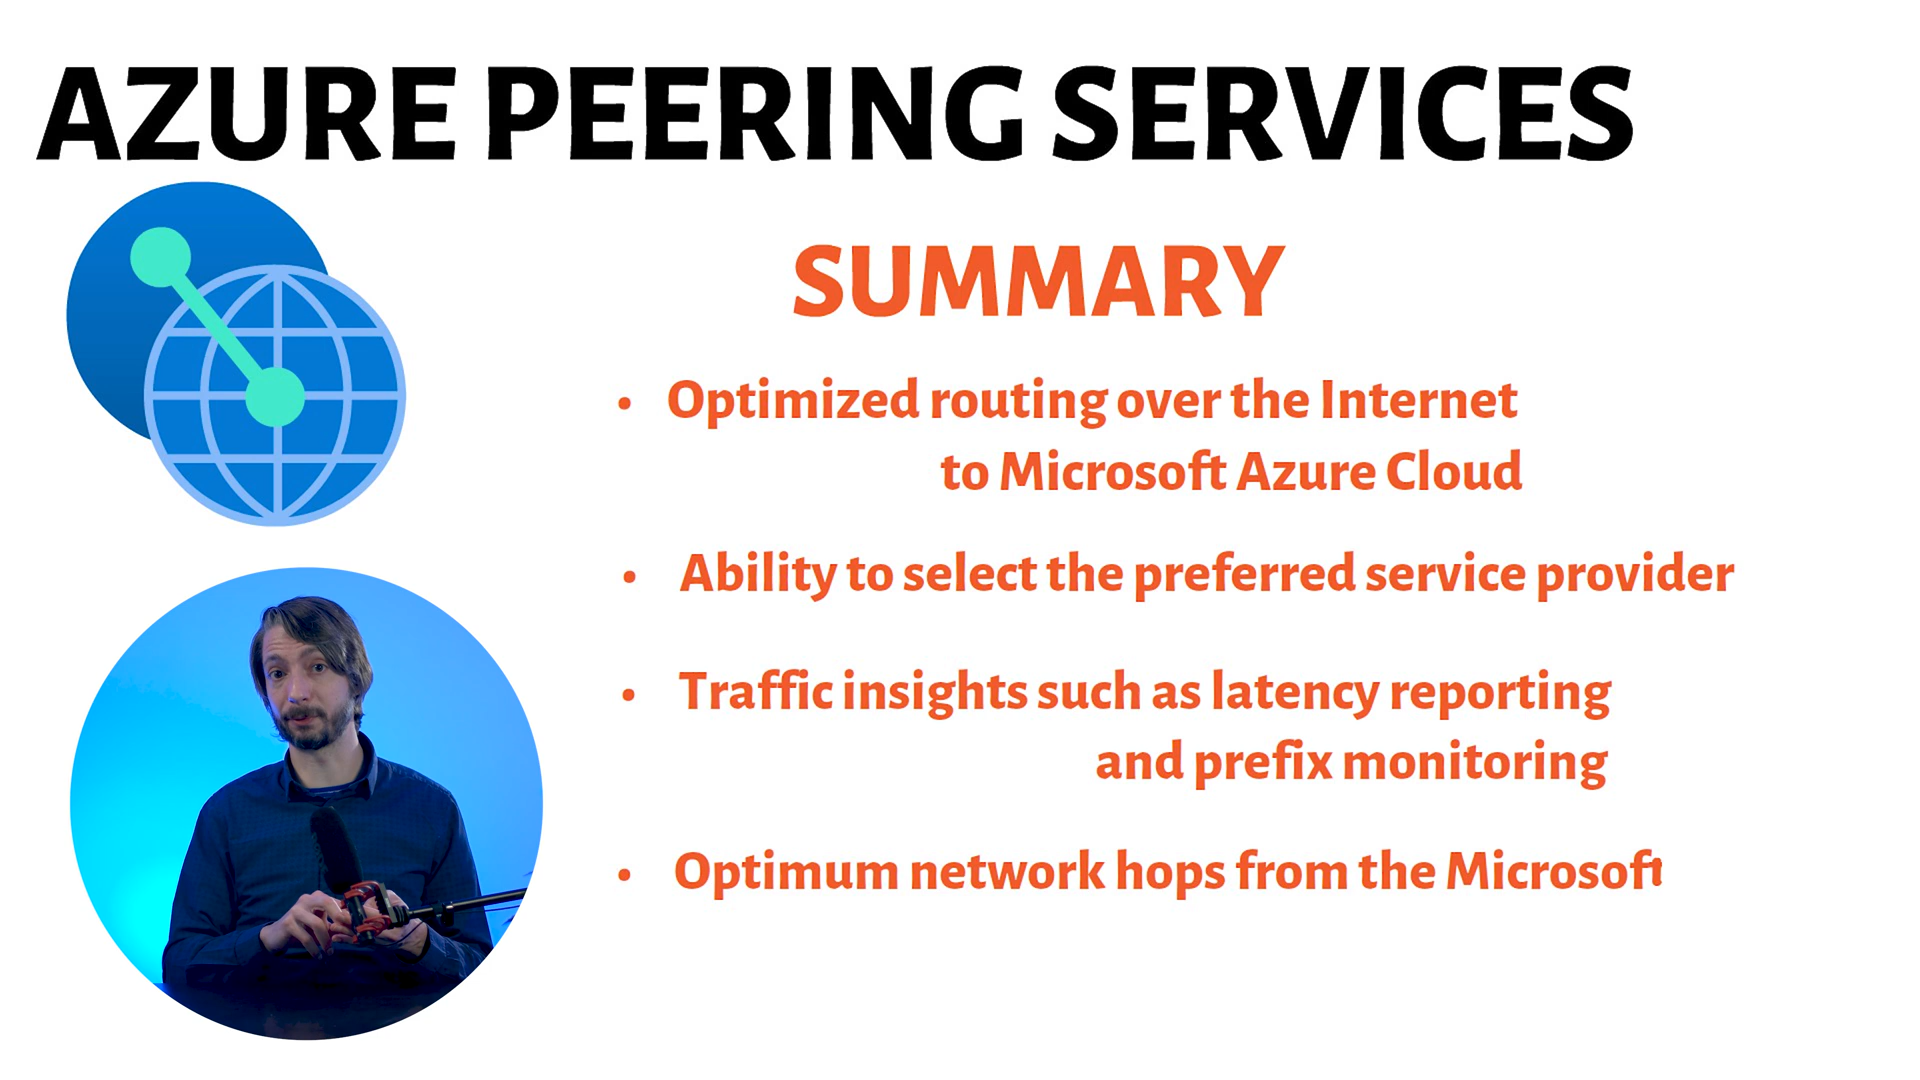 AZURE PEERING SERVICES
SUMMARY
• Optimized routing over the Internet
to Microsoft Azure Cloud
• Ability to select the preferred service provider
• Traffic insights such as latency reporting
and prefix monitoring
• Optimum network hops from the Microsoft